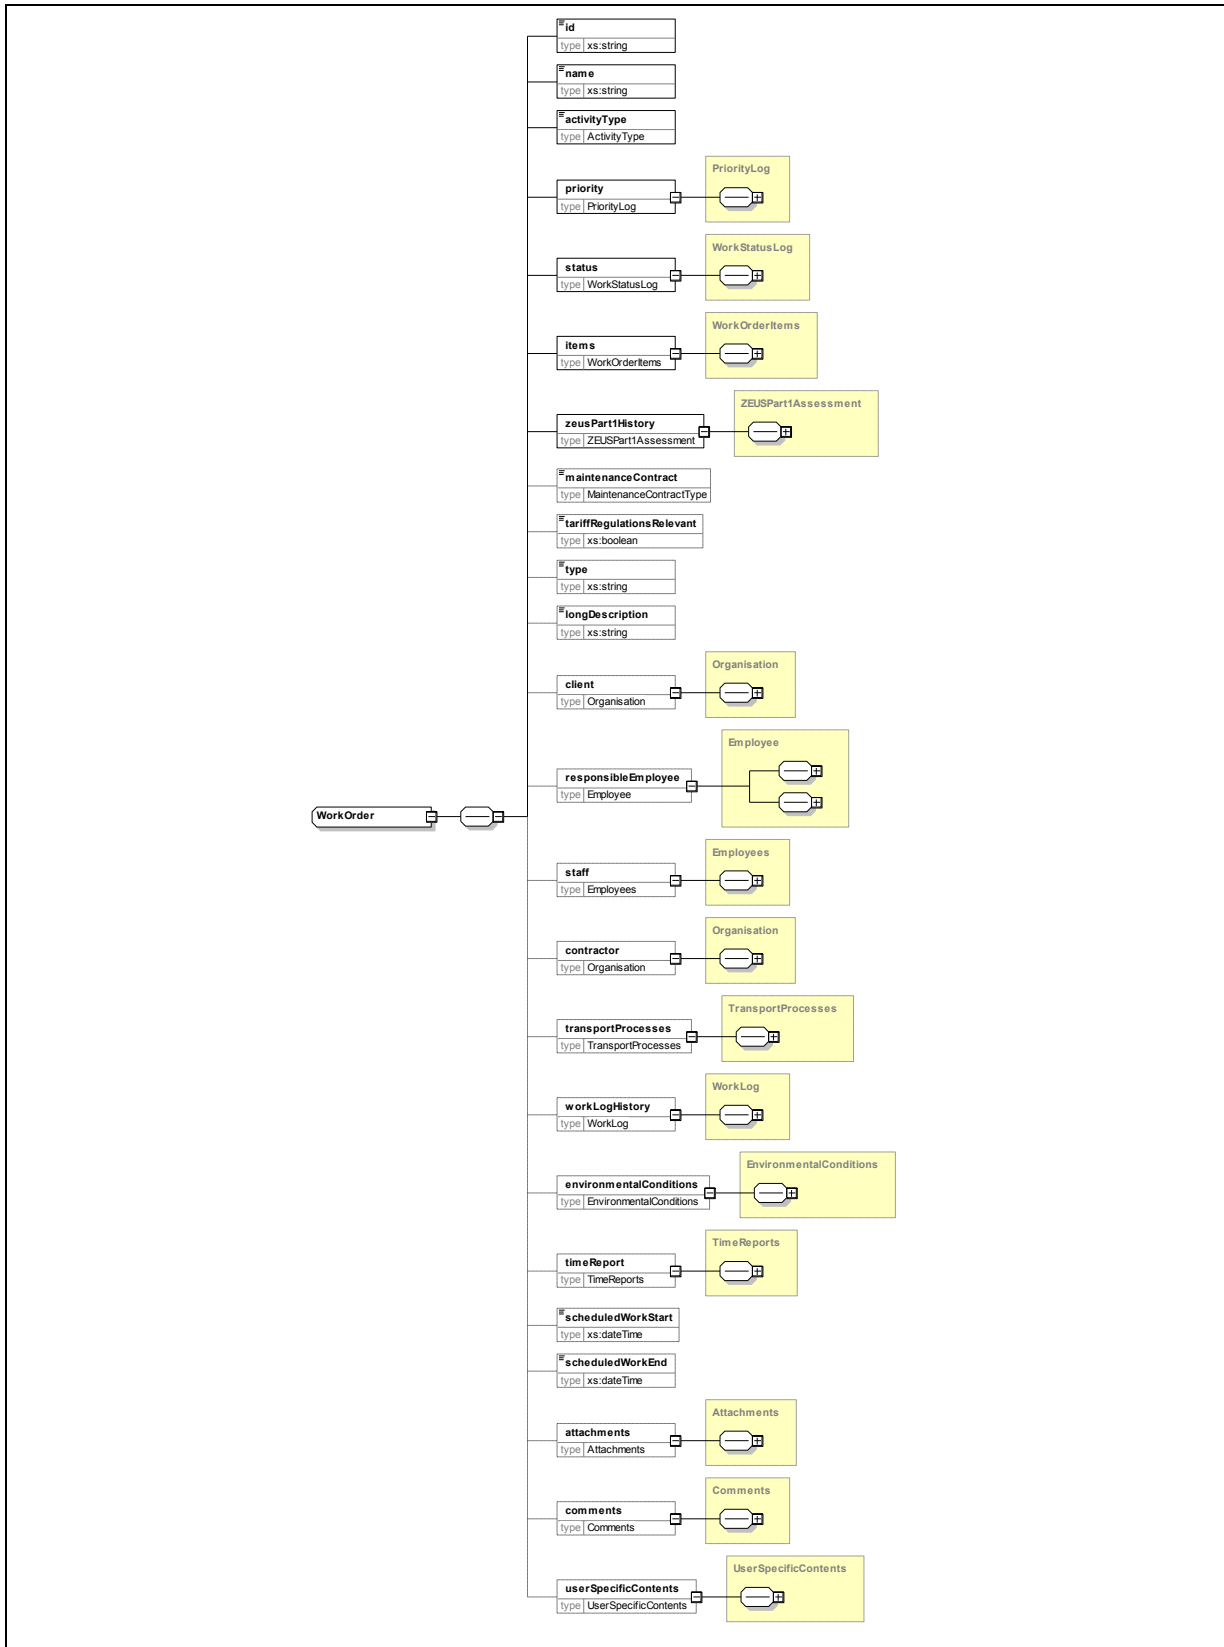 id
type xs:string
name
type xs:string
activityType
type ActivityType
PriorityLog
priority
type PriorityLog
WorkStatusLog
status
type WorkStatusLog
WorkOrderItems
items
type WorkOrderItems
ZEUSPart1Assessment
zeusPart1History
type ZEUSPart1Assessment
maintenanceContract
type MaintenanceContractType
tariffRegulationsRelevant
type xs:boolean
type
type xs:string
longDescription
type xs:string
Organisation
client
type Organisation
Employee
responsibleEmployee
type Employee
WorkOrder
Employees
staff
type Employees
Organisation
contractor
type Organisation
TransportProcesses
transportProcesses
type TransportProcesses
WorkLog
workLogHistory
type WorkLog
EnvironmentalConditions
environmentalConditions
type EnvironmentalConditions
TimeReports
timeReport
type TimeReports
scheduledWorkStart
type xs:dateTime
scheduledWorkEnd
type xs:dateTime
Attachments
attachments
type Attachments
Comments
comments
type Comments
UserSpecificContents
userSpecificContents
type UserSpecificContents